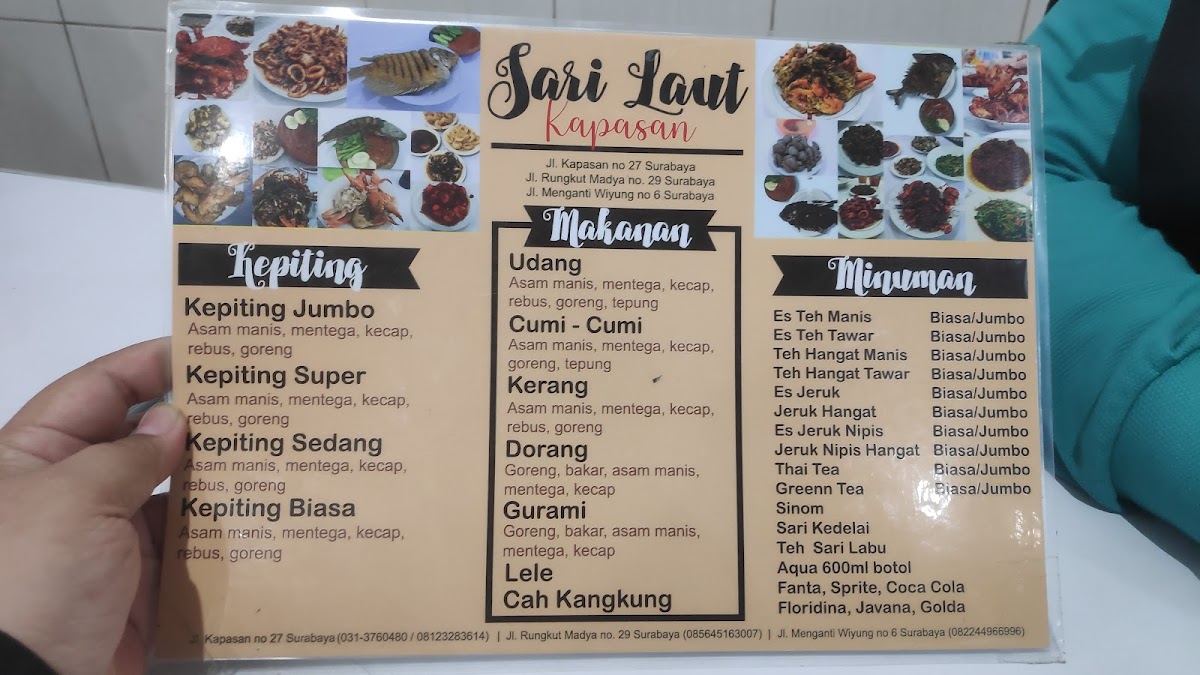 Sari Laut
Kapasan
Jl. Kapasan no 27 Surabaya
Jl. Rungkut Madya no. 29 Surabaya
Jl. Menganti Wiyung no 6 Surabaya
Kepiting
Kepiting Jumbo
Asam manis, mentega, kecap,
rebus, goreng
Kepiting Super
Asam manis, mentega, kecap,
rebus, goreng
Kepiting Sedang
Asam manis, mentega, kecap,
rebus, goreng
Kepiting Biasa
Asam manis, mentega, kecap,
rebus, goreng
Makanan
Udang
Asam manis, mentega, kecap,
rebus, goreng, tepung
Cumi - Cumi
Asam manis, mentega, kecap,
goreng, tepung
Kerang
Asam manis, mentega, kecap,
rebus, goreng
Dorang
Goreng, bakar, asam manis,
mentega, kecap
Gurami
Goreng, bakar, asam manis,
mentega, kecap
Lele
Cah Kangkung
Minuman
Es Teh Manis Biasa/Jumbo
Es Teh Tawar Biasa/Jumbo
Teh Hangat Manis Biasa/Jumbo
Teh Hangat Tawar Biasa/Jumbo
Es Jeruk Biasa/Jumbo
Jeruk Hangat Biasa/Jumbo
Es Jeruk Nipis Biasa/Jumbo
Jeruk Nipis Hangat Biasa/Jumbo
Thai Tea Biasa/Jumbo
Greenn Tea Biasa/Jumbo
Sinom
Sari Kedelai
Teh Sari Labu
Aqua 600ml botol
Fanta, Sprite, Coca Cola
Floridina, Javana, Golda
Jl. Kapasan no 27 Surabaya (031-3760480 / 08123283614) | Jl. Rungkut Madya no. 29 Surabaya (085645163007) | Jl. Menganti Wiyung no 6 Surabaya (082244966996)